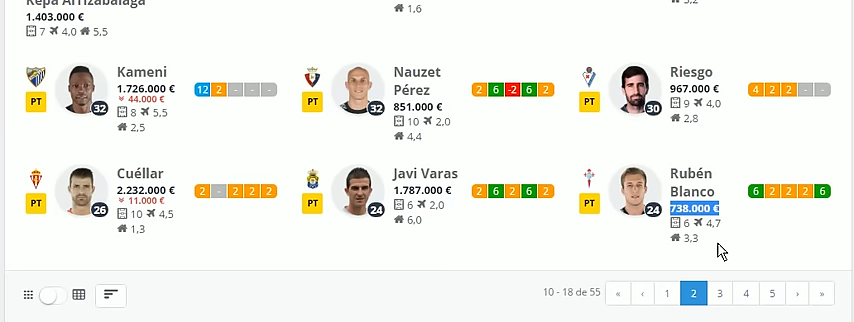 Kepa Arrizabalaga
1.403.000 €
7 4,0 5,5
1,6
PT
32
Kameni
1.726.000 €
44.000 €
8 5,5
2,5
12 2 - - -
PT
32
Nauzet
Pérez
851.000 €
10 2,0
4,4
2 6 -2 6 2
PT
30
Riesgo
967.000 €
9 4,0
2,8
4 2 2 - -
PT
26
Cuéllar
2.232.000 €
11.000 €
10 4,5
1,3
2 - 2 2 2
PT
24
Javi Varas
1.787.000 €
6 2,0
6,0
2 6 2 6 2
PT
24
Rubén
Blanco
738.000 €
6 4,7
3,3
6 2 2 2 6
10 - 18 de 55 « ‹ 1 2 3 4 5 › »